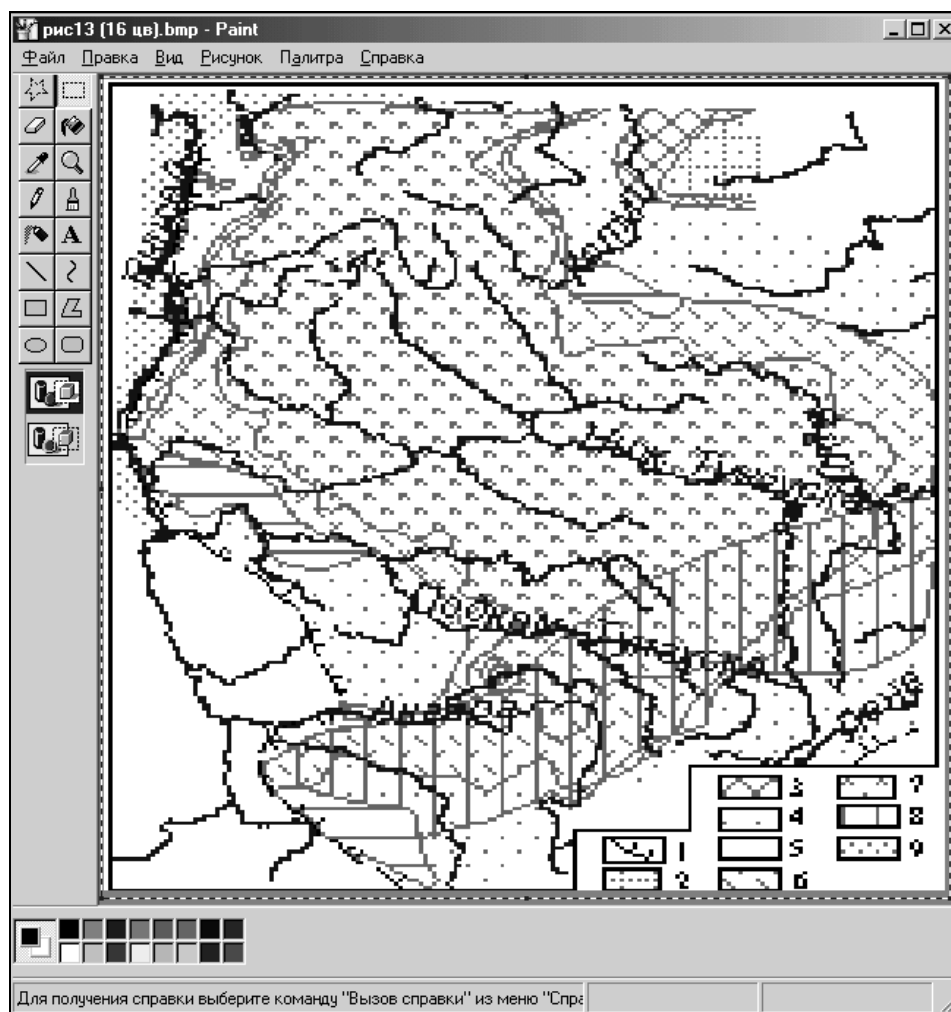 рис13 (16 цв).bmp - Paint
Файл Правка Вид Рисунок Палитра Справка
A
Ангара
3 7
4 8
1 5 9
2 6
Для получения справки выберите команду "Вызов справки" из меню "Спра